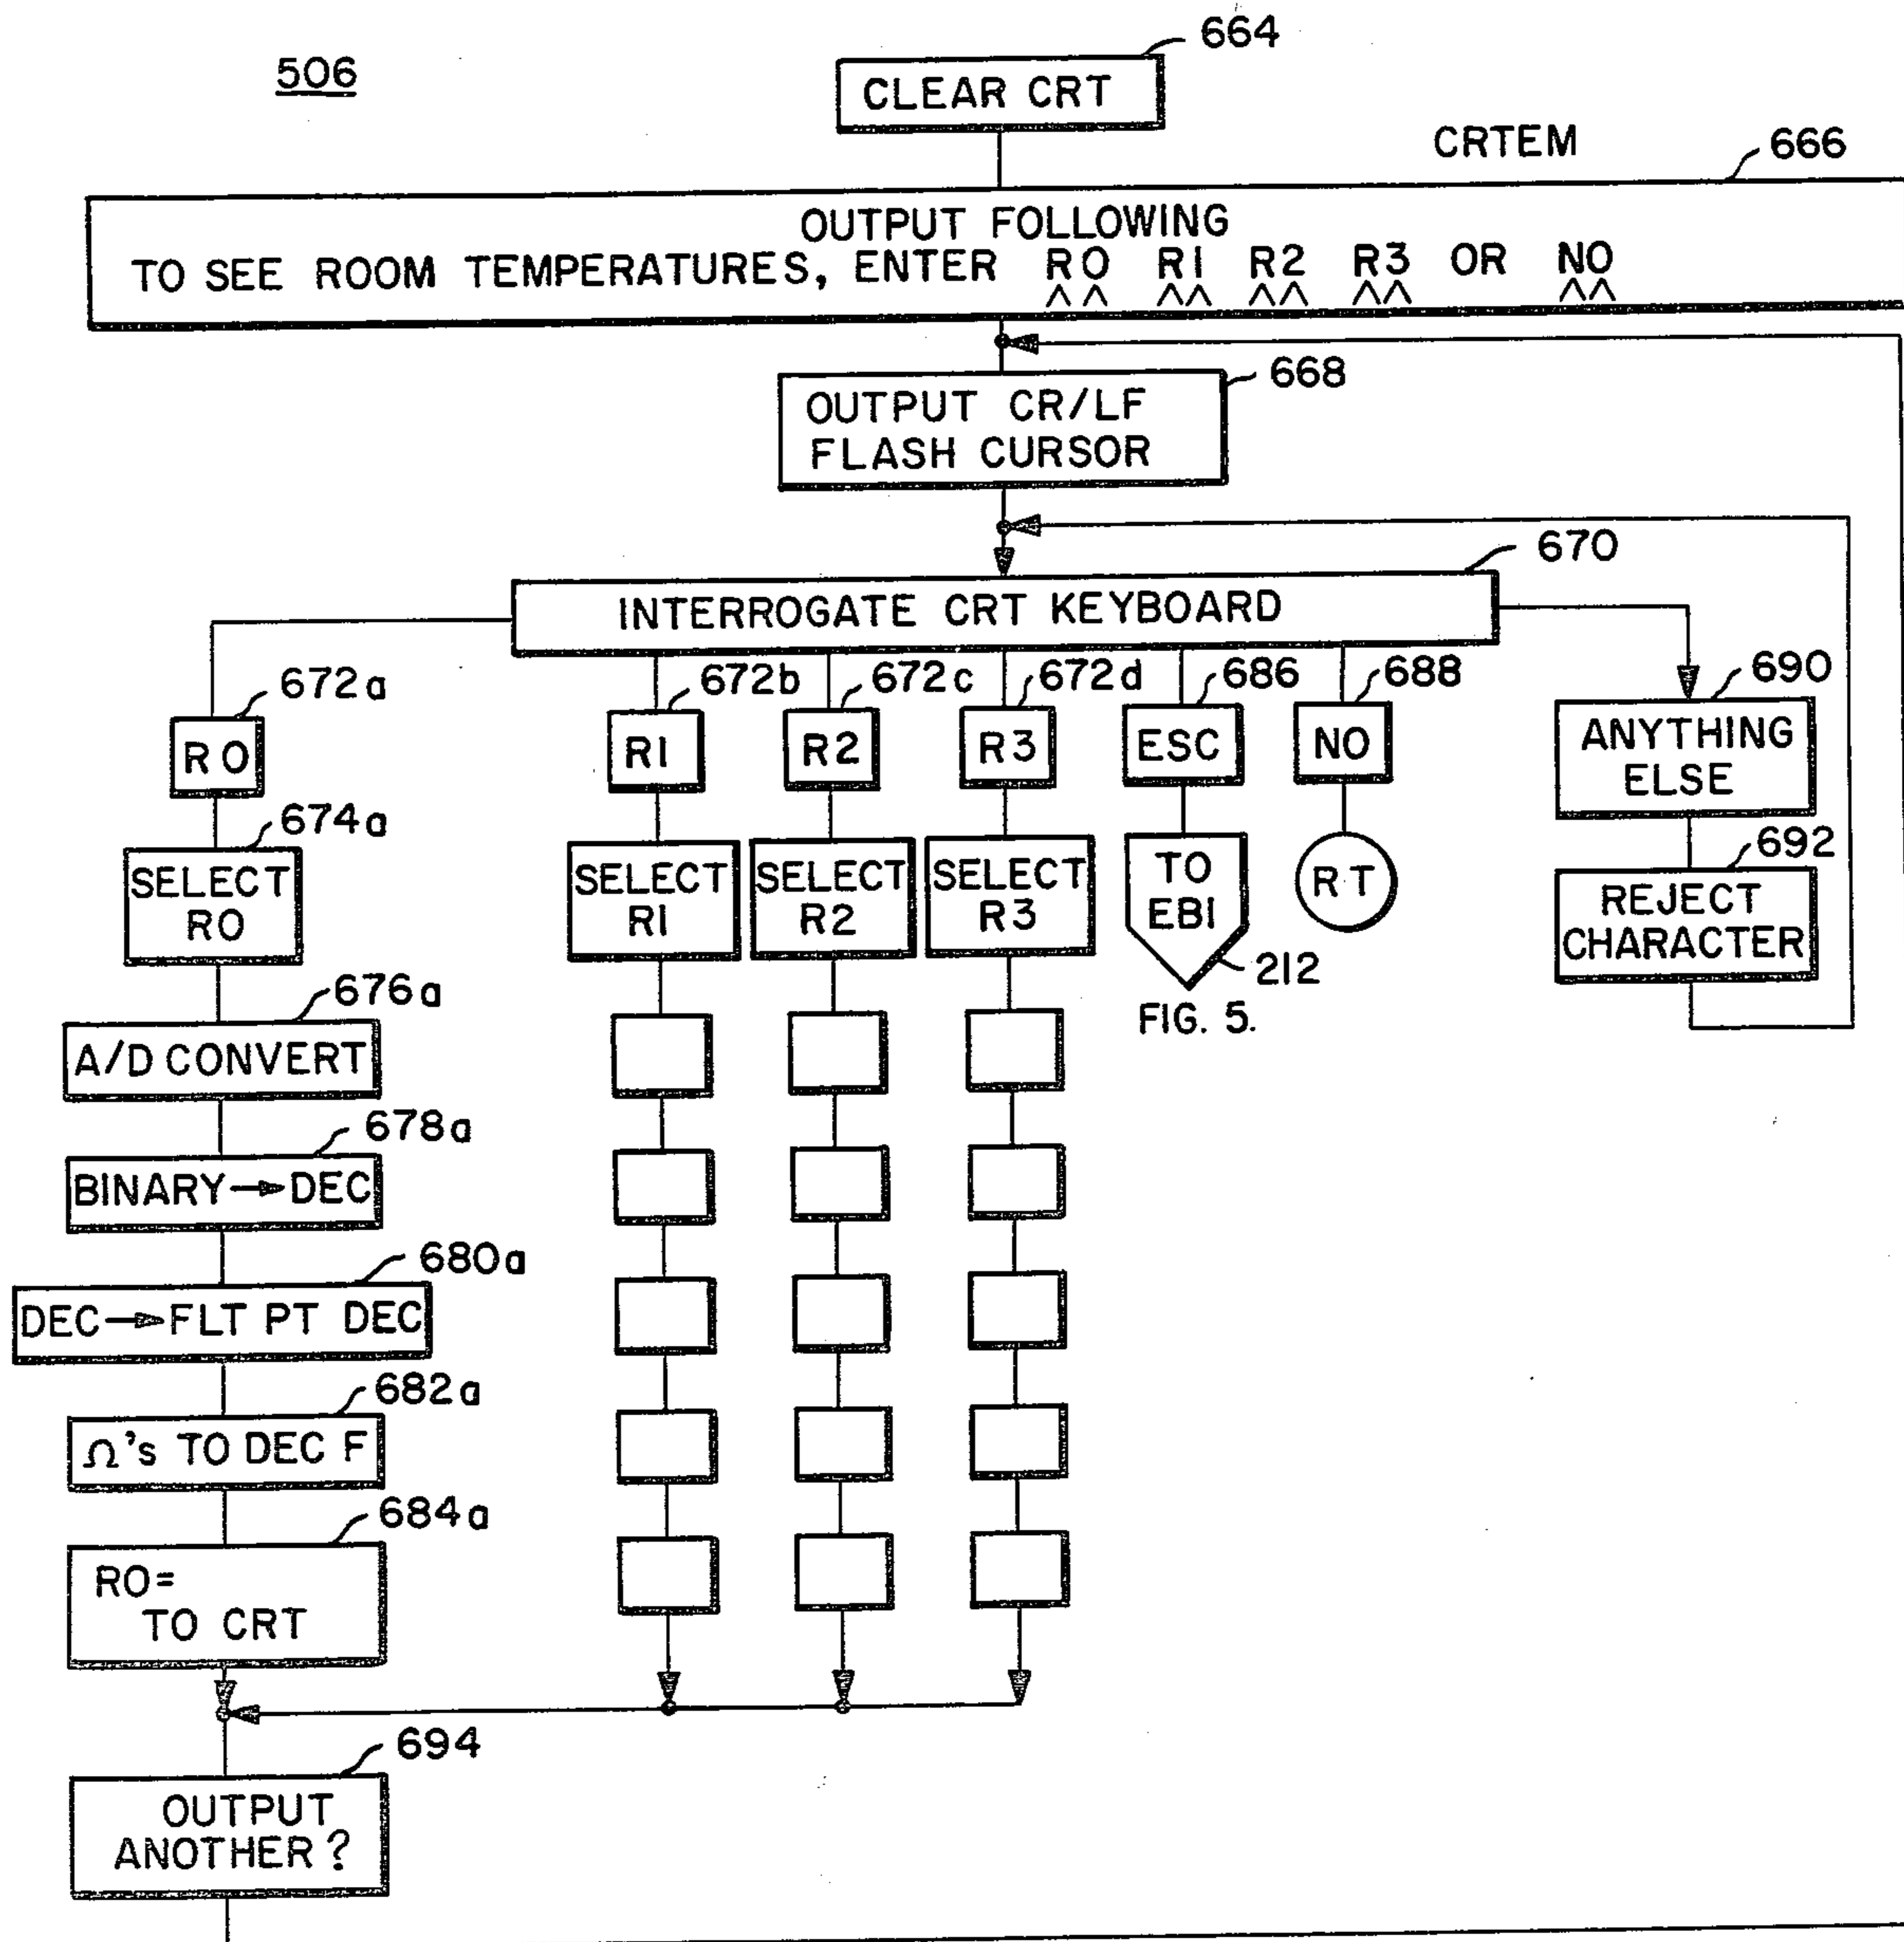 506
664
CLEAR CRT
CRTEM
666
OUTPUT FOLLOWING
TO SEE ROOM TEMPERATURES, ENTER R0 R1 R2 R3 OR NO
^^ ^^ ^^ ^^ ^^
668
OUTPUT CR/LF
FLASH CURSOR
670
INTERROGATE CRT KEYBOARD
672a
672b
672c
672d
686
688
690
R0
R1
R2
R3
ESC
NO
ANYTHING
ELSE
674a
692
SELECT
R0
SELECT
R1
SELECT
R2
SELECT
R3
TO
EB1
RT
REJECT
CHARACTER
212
FIG. 5.
676a
A/D CONVERT
678a
BINARY→DEC
680a
DEC→FLT PT DEC
682a
Ω's TO DEC F
684a
R0=
TO CRT
694
OUTPUT
ANOTHER?